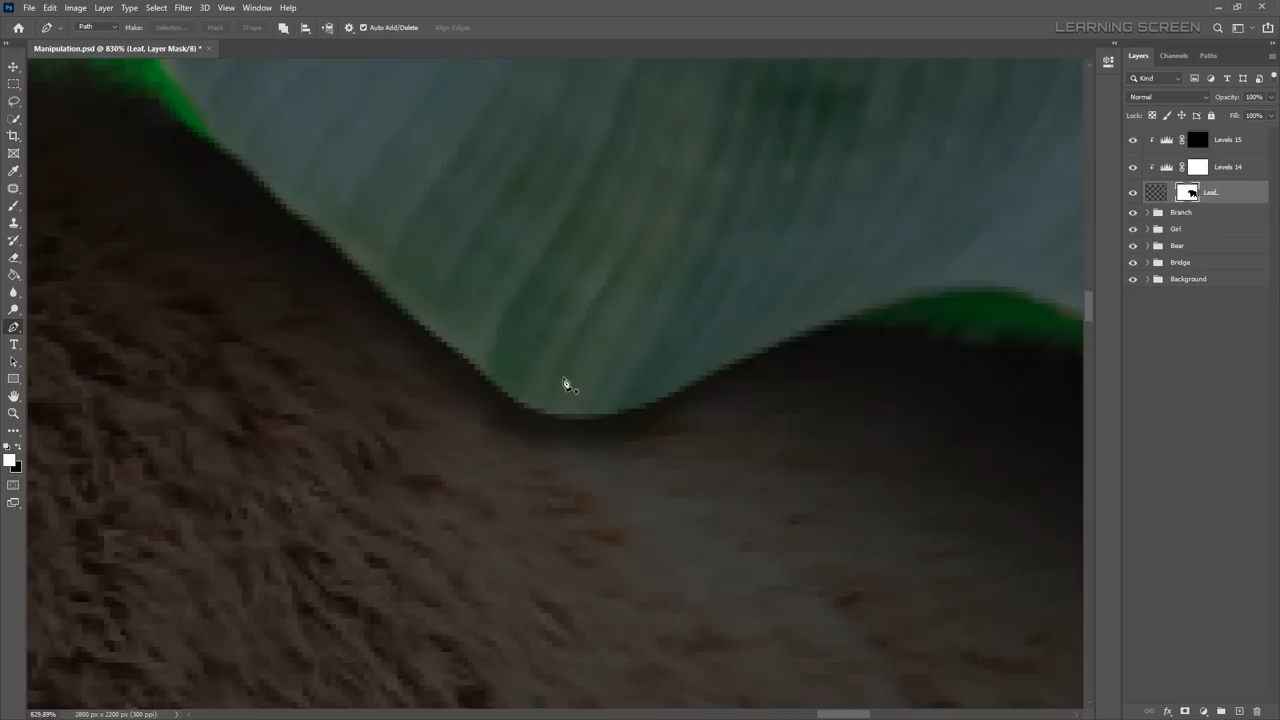 Ps File Edit Image Layer Type Select Filter 3D View Window Help
Path Make: Selection... Mask Shape Auto Add/Delete Align Edges LEARNING SCREEN
Manipulation.psd @ 830% (Leaf, Layer Mask/8) *
Layers Channels Paths
Kind
Normal Opacity: 100%
Lock: Fill: 100%
Levels 15
Levels 14
Leaf
Branch
Girl
Bear
Bridge
Background
829.89% 2800 px x 2200 px (300 ppi)